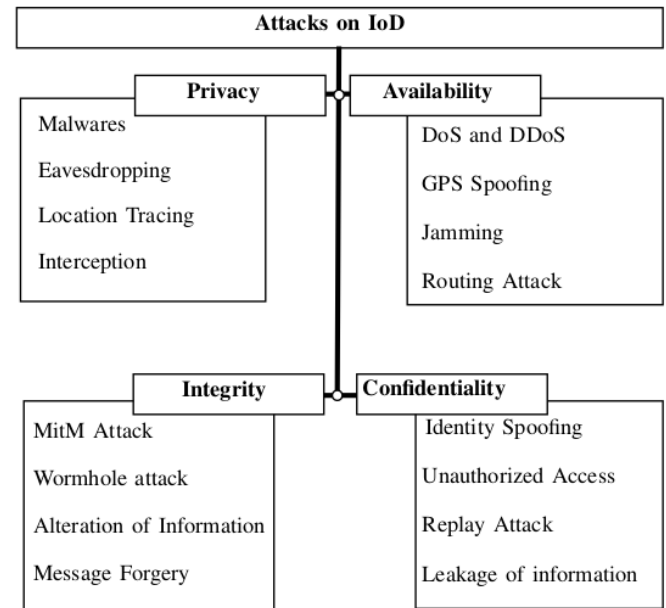 Attacks on IoD
Privacy
Malwares
Eavesdropping
Location Tracing
Interception
Availability
DoS and DDoS
GPS Spoofing
Jamming
Routing Attack
Integrity
MitM Attack
Wormhole attack
Alteration of Information
Message Forgery
Confidentiality
Identity Spoofing
Unauthorized Access
Replay Attack
Leakage of information